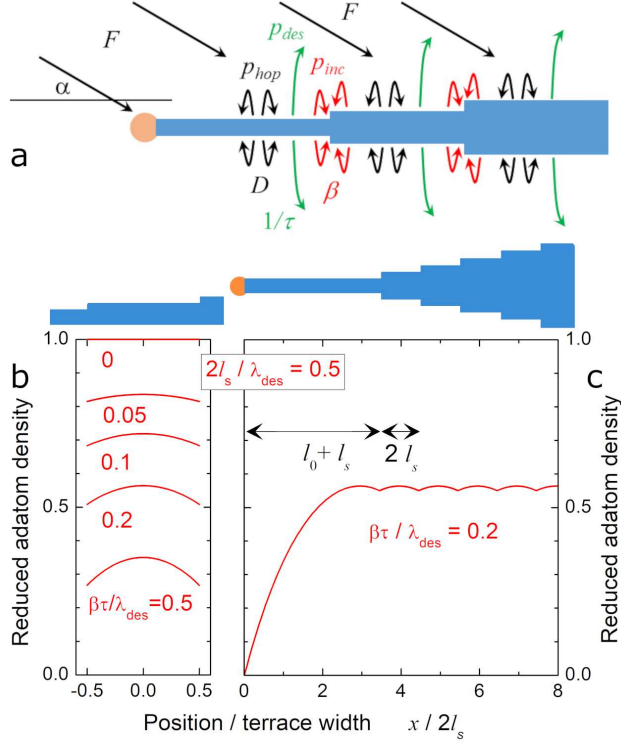 F
F
p_des
p_hop
p_inc
α
a
D
β
1/τ
b
c
1.0
0.5
0.0
Reduced adatom density
0
0.05
0.1
0.2
βτ/λ_des=0.5
2l_s / λ_des = 0.5
l_0 + l_s
2 l_s
βτ / λ_des = 0.2
1.0
0.5
0.0
Reduced adatom density
-0.5 0.0 0.5
0 2 4 6 8
Position / terrace width x / 2l_s